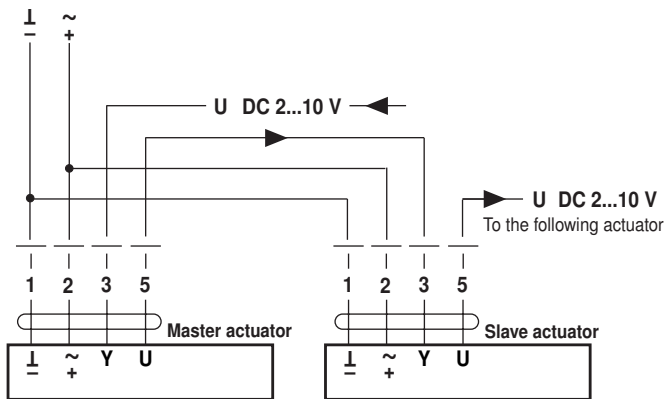 ⊥ ~
– +
U DC 2...10 V
U DC 2...10 V
To the following actuator
1 2 3 5
1 2 3 5
Master actuator
Slave actuator
⊥ ~ Y U
– +
⊥ ~ Y U
– +